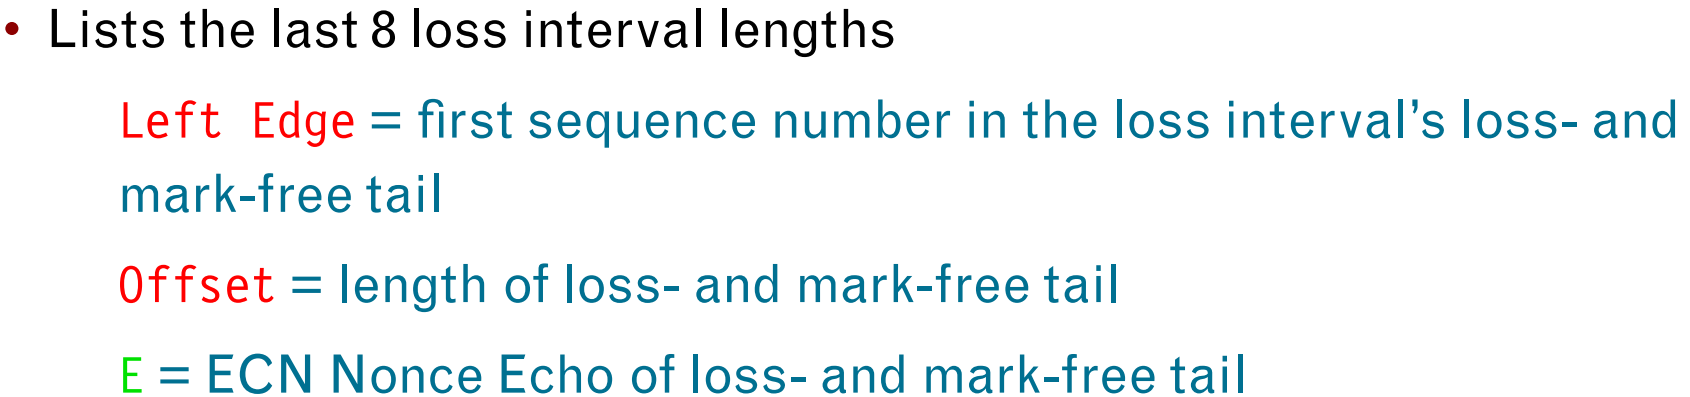 • Lists the last 8 loss interval lengths
Left Edge = first sequence number in the loss interval’s loss- and
mark-free tail
Offset = length of loss- and mark-free tail
E = ECN Nonce Echo of loss- and mark-free tail